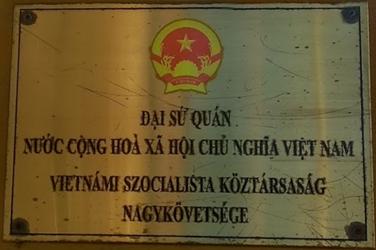 ĐẠI SỨ QUÁN
NƯỚC CỘNG HOÀ XÃ HỘI CHỦ NGHĨA VIỆT NAM
VIETNÁMI SZOCIALISTA KÖZTÁRSASÁG
NAGYKÖVETSÉGE